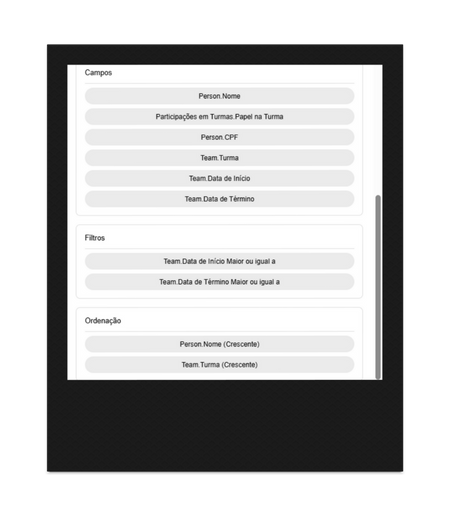 Campos
Person.Nome
Participações em Turmas.Papel na Turma
Person.CPF
Team.Turma
Team.Data de Início
Team.Data de Término
Filtros
Team.Data de Início Maior ou igual a
Team.Data de Término Maior ou igual a
Ordenação
Person.Nome (Crescente)
Team.Turma (Crescente)